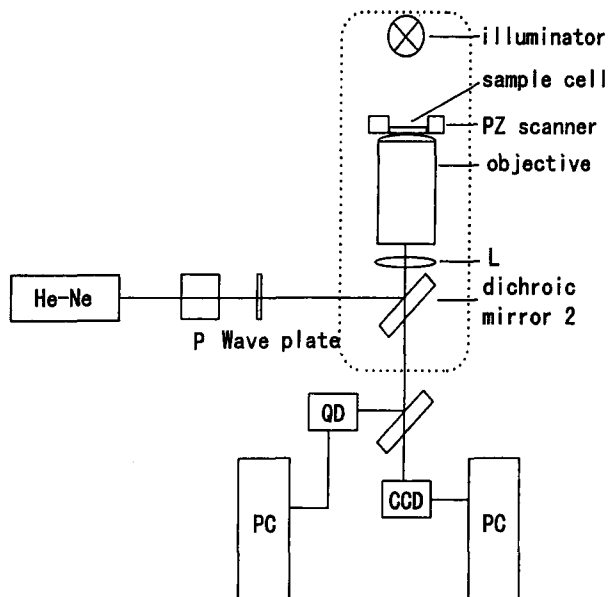 illuminator
sample cell
PZ scanner
objective
L
dichroic
mirror 2
He-Ne
P Wave plate
QD
CCD
PC
PC